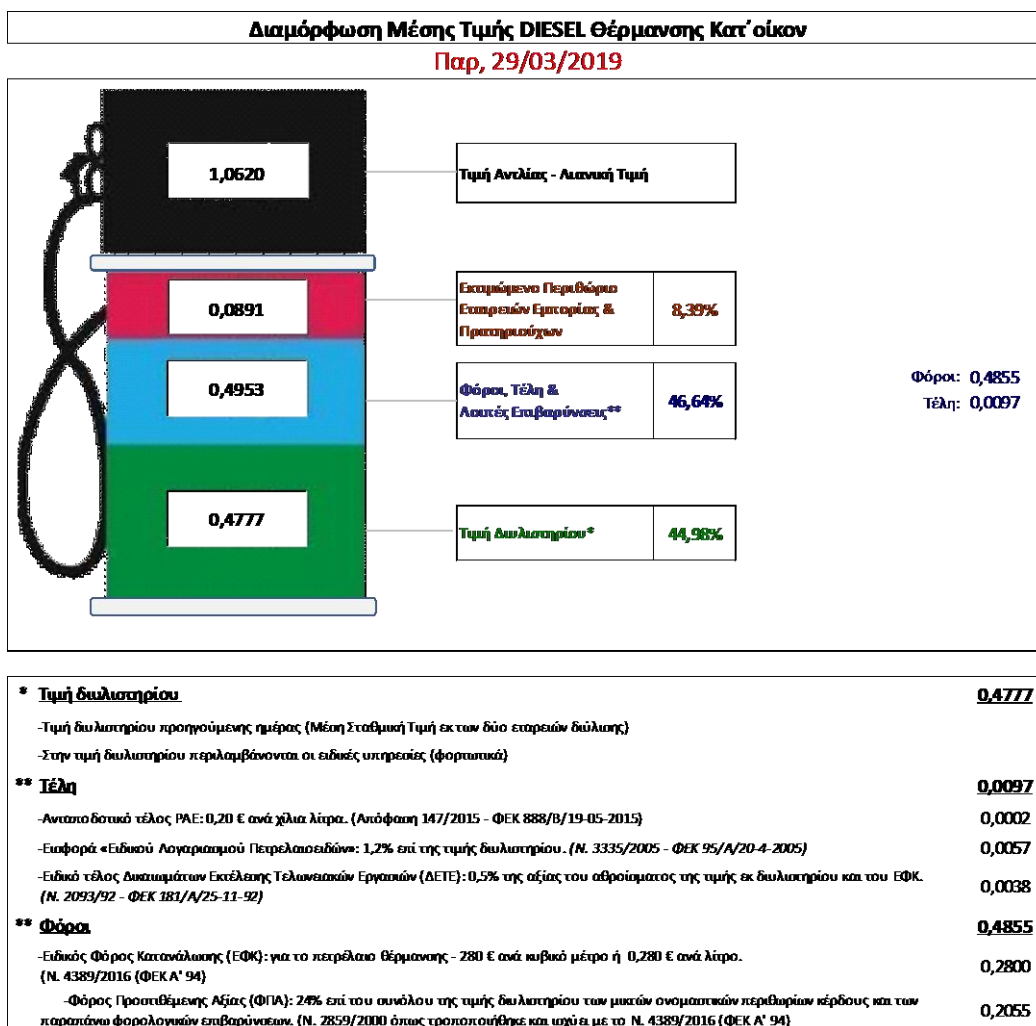 Διαμόρφωση Μέσης Τιμής DIESEL Θέρμανσης Κατ΄οίκον
Παρ, 29/03/2019
1,0620
Τιμή Αντλίας - Λιανική Τιμή
0,0891
Εκτιμώμενο Περιθώριο
Εταιρειών Εμπορίας &
Πρατηριούχων
8,39%
0,4953
Φόροι, Τέλη &
Λοιπές Επιβαρύνσεις**
46,64%
Φόροι: 0,4855
Τέλη: 0,0097
0,4777
Τιμή Διυλιστηρίου*
44,98%
* Τιμή διυλιστηρίου 0,4777
-Τιμή διυλιστηρίου προηγούμενης ημέρας (Μέση Σταθμική Τιμή εκ των δύο εταρειών διύλισης)
-Στην τιμή διυλιστηρίου περιλαμβάνονται οι ειδικές υπηρεσίες (φορτωτικά)
** Τέλη 0,0097
-Ανταποδοτικό τέλος ΡΑΕ: 0,20 € ανά χίλια λίτρα. (Απόφαση 147/2015 - ΦΕΚ 888/Β/19-05-2015) 0,0002
-Εισφορά «Ειδικού Λογαριασμού Πετρελαιοειδών»: 1,2% επί της τιμής διυλιστηρίου. (Ν. 3335/2005 - ΦΕΚ 95/Α/20-4-2005) 0,0057
-Ειδικό τέλος Δικαιωμάτων Εκτέλεσης Τελωνειακών Εργασιών (ΔΕΤΕ): 0,5% της αξίας του αθροίσματος της τιμής εκ διυλιστηρίου και του ΕΦΚ.
(Ν. 2093/92 - ΦΕΚ 181/Α/25-11-92) 0,0038
** Φόροι 0,4855
-Ειδικός Φόρος Κατανάλωσης (ΕΦΚ): για το πετρέλαιο θέρμανσης - 280 € ανά κυβικό μέτρο ή 0,280 € ανά λίτρο.
(Ν. 4389/2016 (ΦΕΚ Α' 94) 0,2800
-Φόρος Προστιθέμενης Αξίας (ΦΠΑ): 24% επί του συνόλου της τιμής διυλιστηρίου των μικτών ονομαστικών περιθωρίων κέρδους και των
παραπάνω φορολογικών επιβαρύνσεων. (Ν. 2859/2000 όπως τροποποιήθηκε και ισχύει με το Ν. 4389/2016 (ΦΕΚ Α' 94) 0,2055